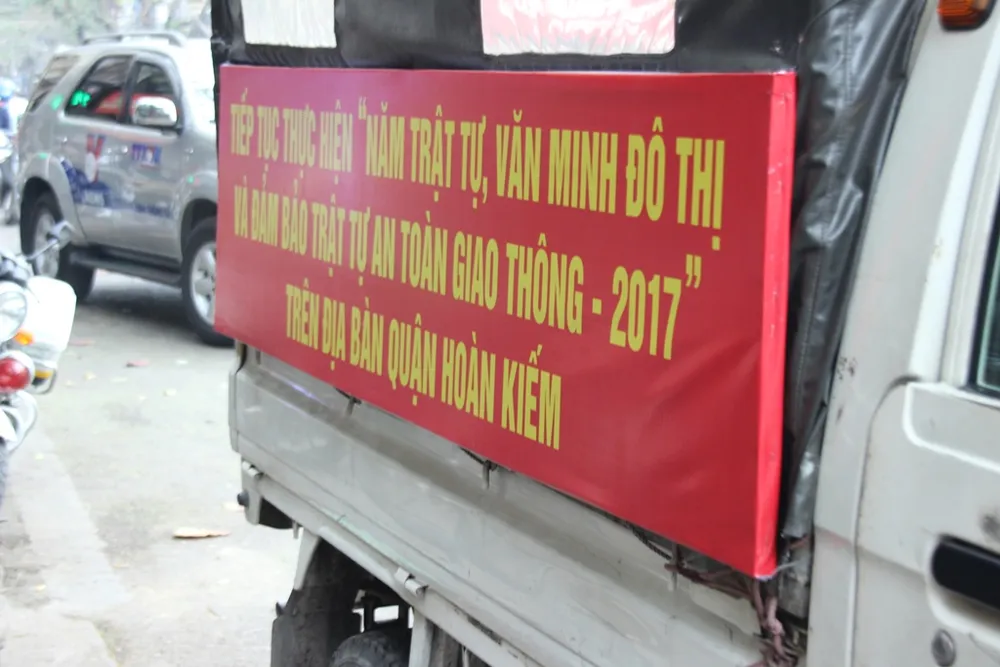 TIẾP TỤC THỰC HIỆN "NĂM TRẬT TỰ, VĂN MINH ĐÔ THỊ
VÀ ĐẢM BẢO TRẬT TỰ AN TOÀN GIAO THÔNG - 2017"
TRÊN ĐỊA BÀN QUẬN HOÀN KIẾM